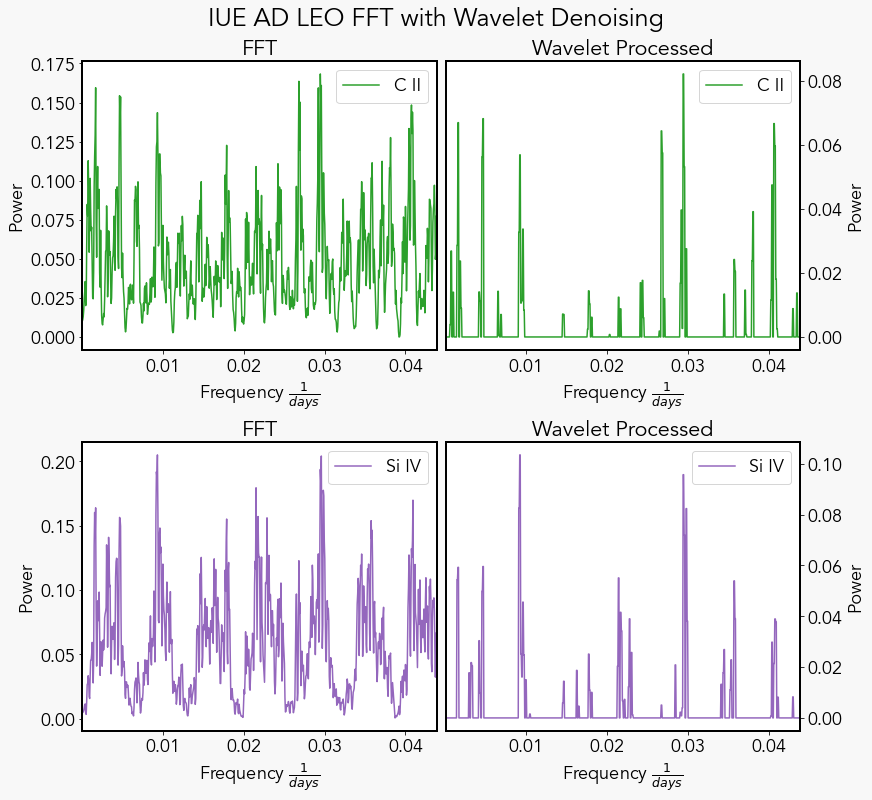 IUE AD LEO FFT with Wavelet Denoising
FFT
Wavelet Processed
0.175
0.150
0.125
0.100
0.075
0.050
0.025
0.000
Power
C II
C II
0.08
0.06
0.04
0.02
0.00
Power
0.01 0.02 0.03 0.04
0.01 0.02 0.03 0.04
Frequency 1/days
Frequency 1/days
FFT
Wavelet Processed
0.20
0.15
0.10
0.05
0.00
Power
Si IV
Si IV
0.10
0.08
0.06
0.04
0.02
0.00
Power
0.01 0.02 0.03 0.04
0.01 0.02 0.03 0.04
Frequency 1/days
Frequency 1/days